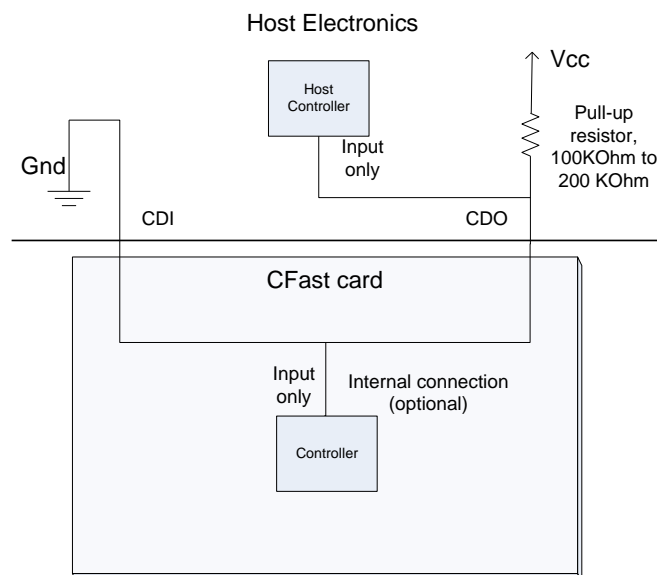 Host Electronics
Vcc
Host
Controller
Pull-up
resistor,
100KOhm to
200 KOhm
Input
only
Gnd
CDI
CDO
CFast card
Input
only
Internal connection
(optional)
Controller